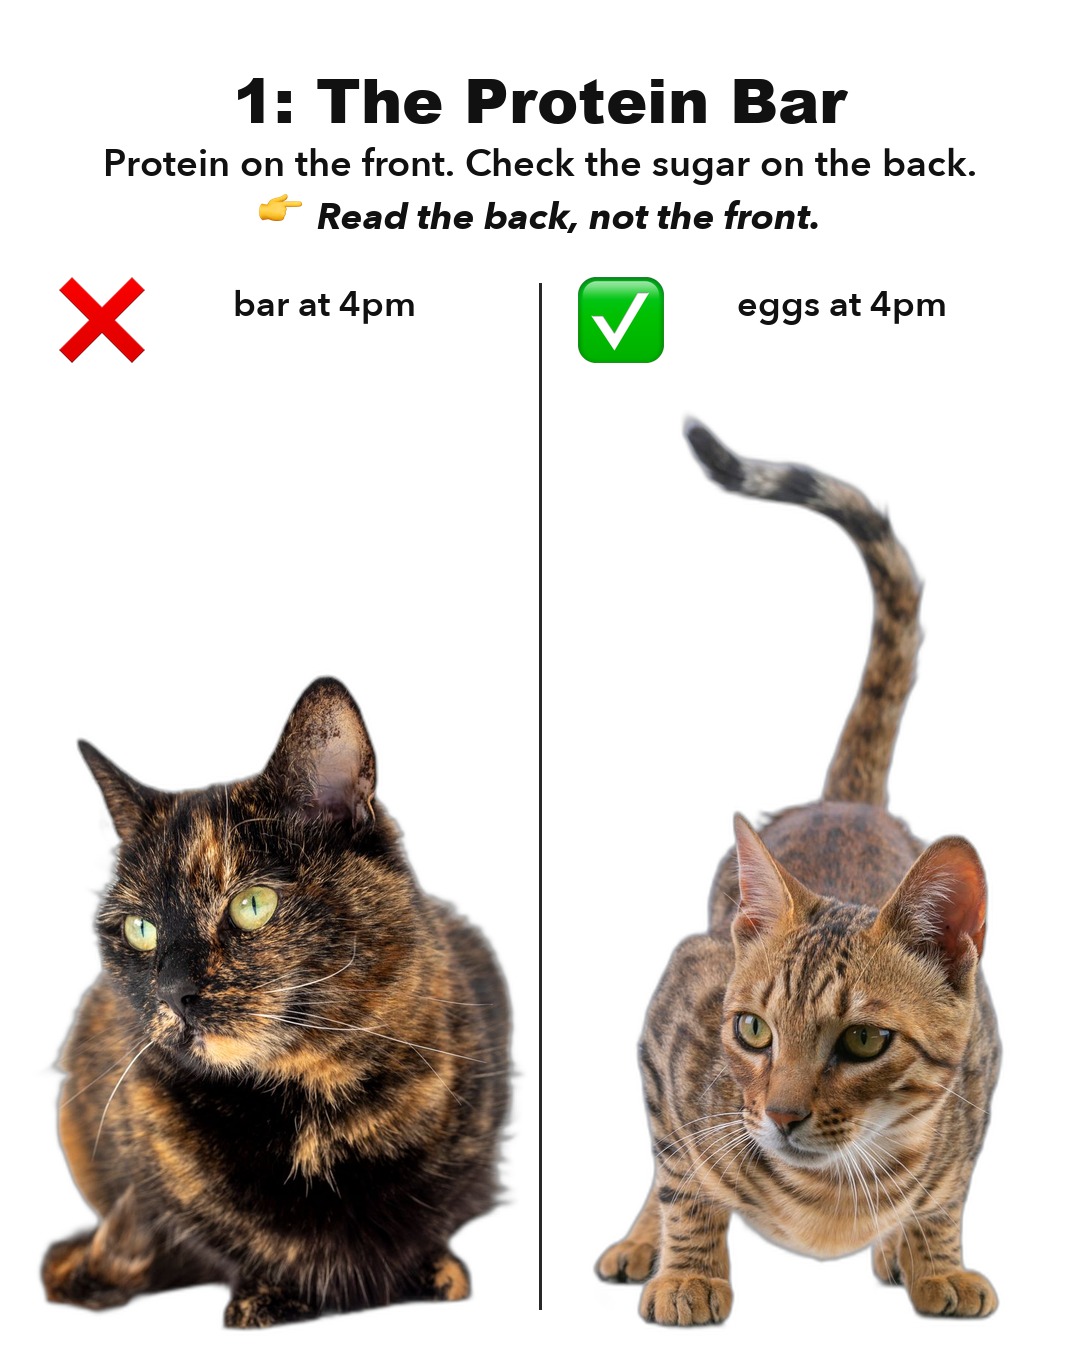 1: The Protein Bar
Protein on the front. Check the sugar on the back.
👉 Read the back, not the front.
❌ bar at 4pm
✅ eggs at 4pm